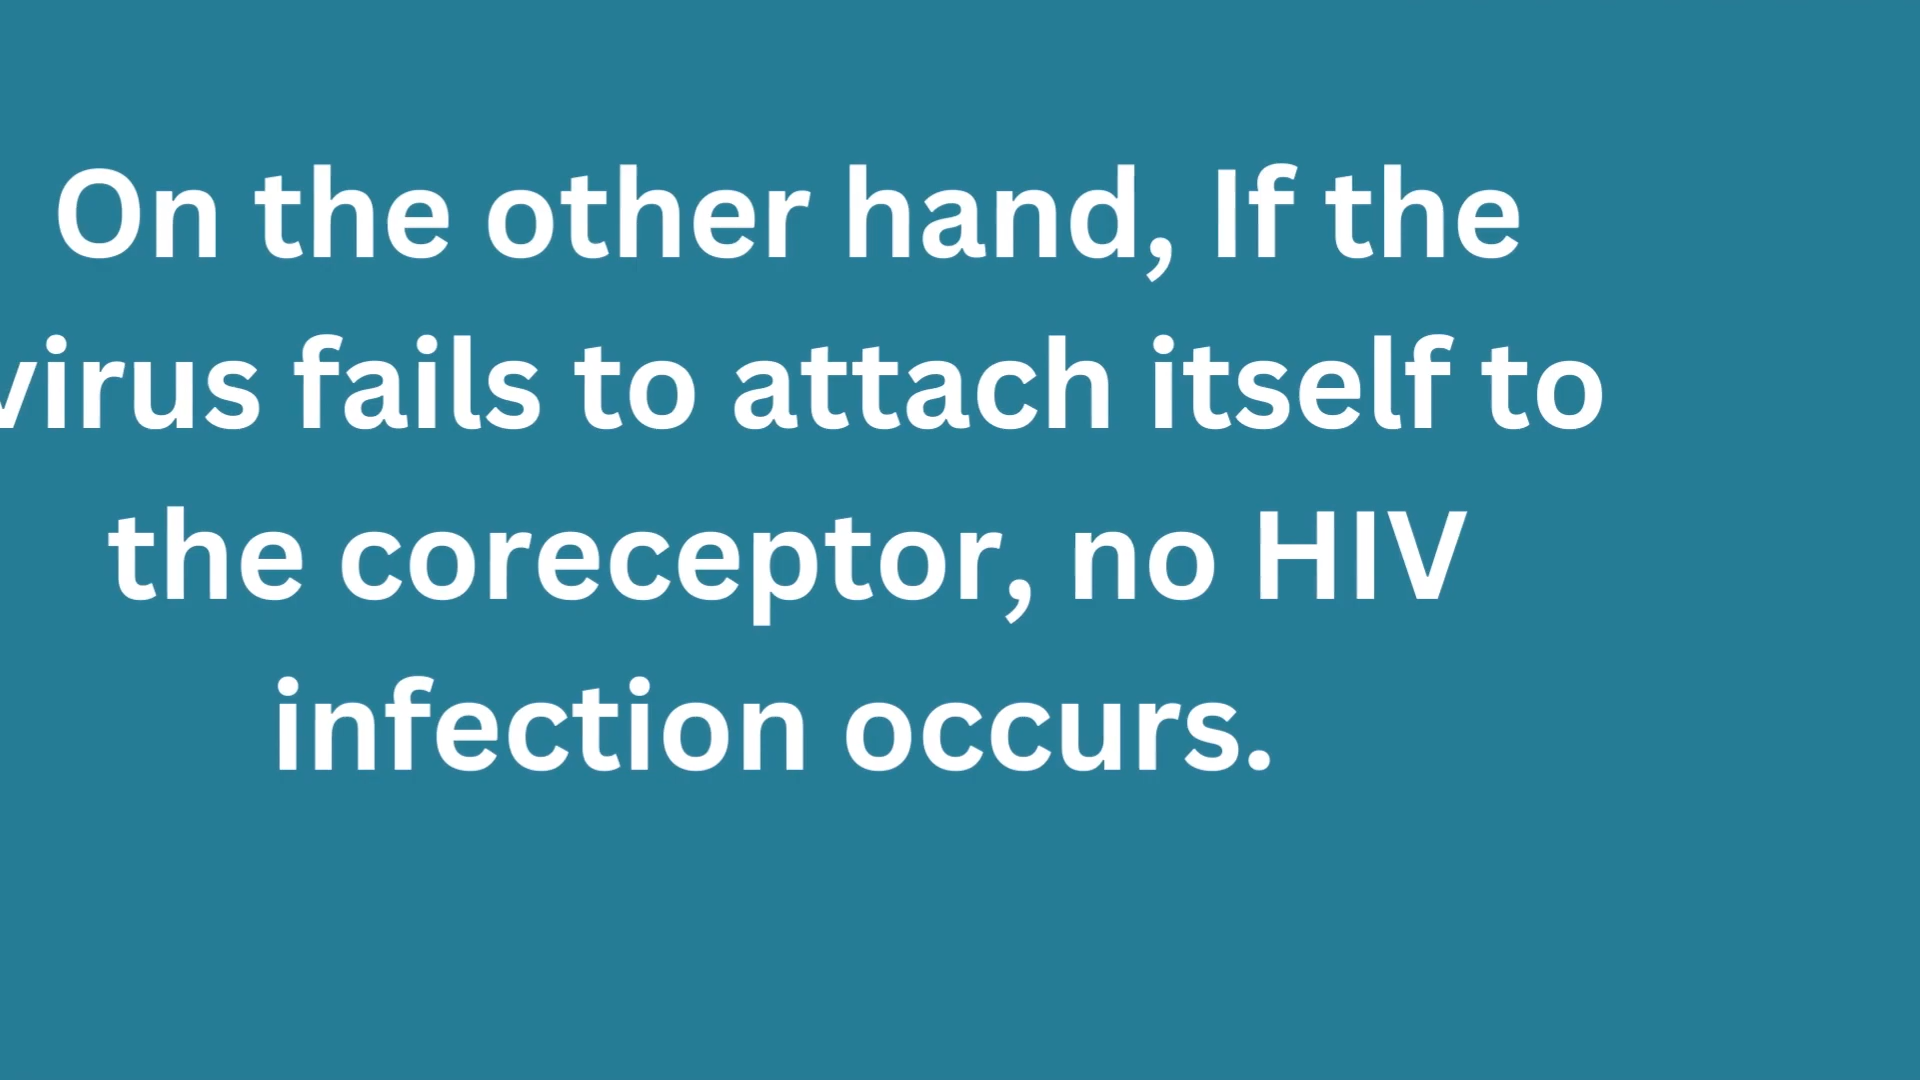 On the other hand, If the
virus fails to attach itself to
the coreceptor, no HIV
infection occurs.